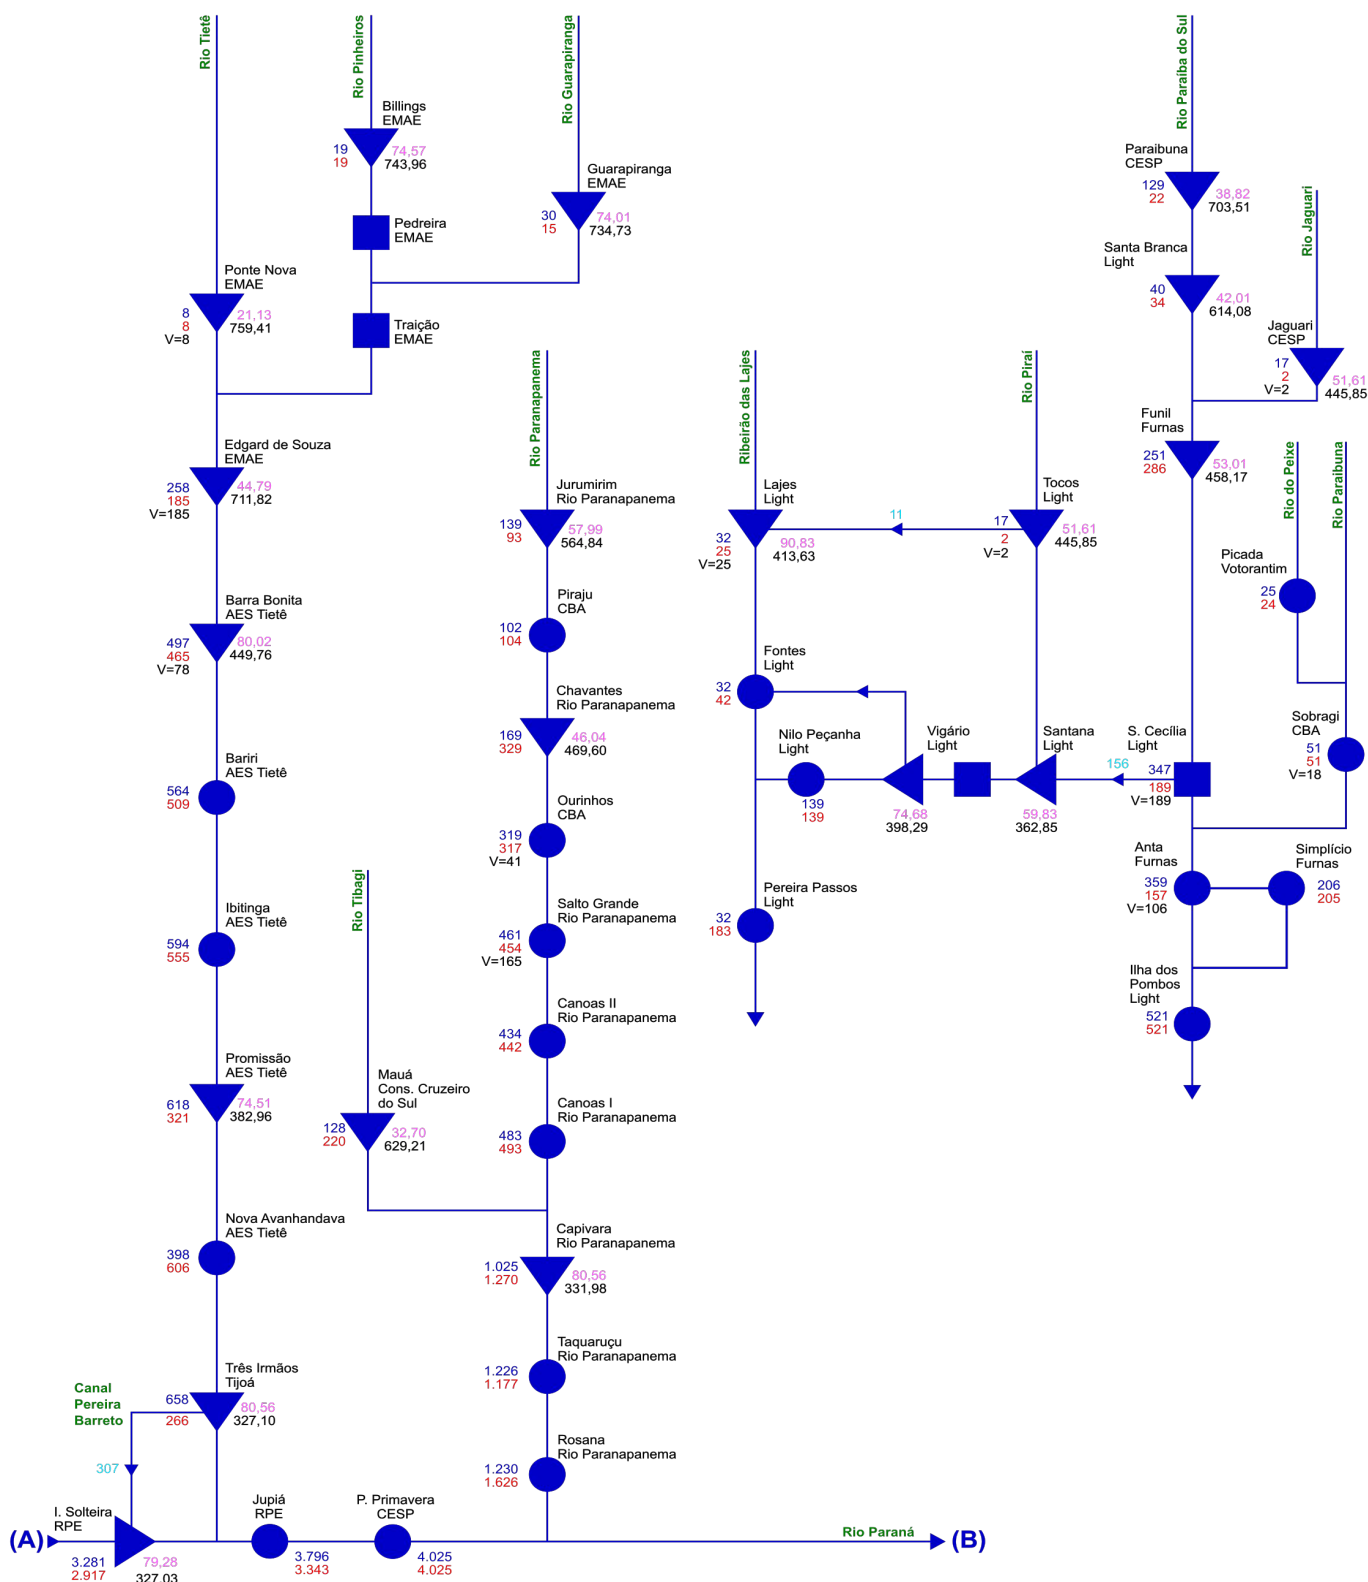 Rio Tietê
Rio Pinheiros
Rio Guarapiranga
Rio Paraíba do Sul
Billings
EMAE
19
19
74,57
743,96
Guarapiranga
EMAE
30
15
74,01
734,73
Pedreira
EMAE
Ponte Nova
EMAE
8
8
V=8
21,13
759,41
Traição
EMAE
Paraibuna
CESP
129
22
38,82
703,51
Rio Jaguari
Santa Branca
Light
40
34
42,01
614,08
Jaguari
CESP
17
2
V=2
51,61
445,85
Funil
Furnas
251
286
53,01
458,17
Edgard de Souza
EMAE
258
185
V=185
44,79
711,82
Barra Bonita
AES Tietê
497
465
V=78
80,02
449,76
Bariri
AES Tietê
564
509
Ibitinga
AES Tietê
594
555
Promissão
AES Tietê
618
321
74,51
382,96
Nova Avanhandava
AES Tietê
398
606
Três Irmãos
Tijoá
658
266
80,56
327,10
Canal
Pereira
Barreto
307
Rio Paranapanema
Jurumirim
Rio Paranapanema
139
93
57,99
564,84
Piraju
CBA
102
104
Chavantes
Rio Paranapanema
169
329
46,04
469,60
Ourinhos
CBA
319
317
V=41
Salto Grande
Rio Paranapanema
461
454
V=165
Canoas II
Rio Paranapanema
434
442
Canoas I
Rio Paranapanema
483
493
Rio Tibagi
Mauá
Cons. Cruzeiro
do Sul
128
220
32,70
629,21
Capivara
Rio Paranapanema
1.025
1.270
80,56
331,98
Taquaruçu
Rio Paranapanema
1.226
1.177
Rosana
Rio Paranapanema
1.230
1.626
Ribeirão das Lajes
Rio Piraí
Lajes
Light
32
25
V=25
90,83
413,63
11
Tocos
Light
17
2
V=2
51,61
445,85
Fontes
Light
32
42
Nilo Peçanha
Light
139
139
Vigário
Light
74,68
398,29
Santana
Light
59,83
362,85
156
S. Cecília
Light
347
189
V=189
Pereira Passos
Light
32
183
Rio do Peixe
Rio Paraibuna
Picada
Votorantim
25
24
Sobragi
CBA
51
51
V=18
Anta
Furnas
359
157
V=106
Simplício
Furnas
206
205
Ilha dos
Pombos
Light
521
521
(A)
I. Solteira
RPE
3.281
2.917
79,28
327,03
Jupiá
RPE
3.796
3.343
P. Primavera
CESP
4.025
4.025
Rio Paraná
(B)